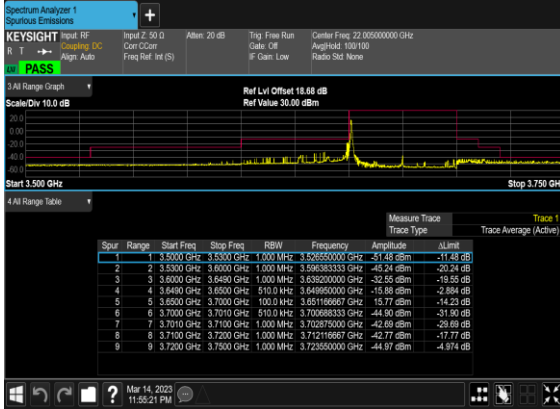 Spectrum Analyzer 1
Spurious Emissions
+
KEYSIGHT Input: RF Input Z: 50 Ω Atten: 20 dB Trig: Free Run Center Freq: 22.005000000 GHz
R T Coupling: DC Corr CCorr Gate: Off Avg|Hold: 100/100
Align: Auto Freq Ref: Int (S) IF Gain: Low Radio Std: None
PASS
3 All Range Graph
Ref Lvl Offset 18.68 dB
Scale/Div 10.0 dB Ref Value 30.00 dBm
20.0
0.00
-20.0
-40.0
-60.0
Start 3.500 GHz Stop 3.750 GH
4 All Range Table
Measure Trace Trace 1
Trace Type Trace Average (Active)
Spur Range Start Freq Stop Freq RBW Frequency Amplitude ΔLimit
1 1 3.5000 GHz 3.5300 GHz 1.000 MHz 3.526550000 GHz -51.48 dBm -11.48 dB
2 2 3.5300 GHz 3.6000 GHz 1.000 MHz 3.596383333 GHz -45.24 dBm -20.24 dB
3 3 3.6000 GHz 3.6490 GHz 1.000 MHz 3.639200000 GHz -32.55 dBm -19.55 dB
4 4 3.6490 GHz 3.6500 GHz 510.0 kHz 3.649950000 GHz -15.88 dBm -2.884 dB
5 5 3.6500 GHz 3.7000 GHz 100.0 kHz 3.651166667 GHz 15.77 dBm -14.23 dB
6 6 3.7000 GHz 3.7010 GHz 510.0 kHz 3.700688333 GHz -44.90 dBm -31.90 dB
7 7 3.7010 GHz 3.7100 GHz 1.000 MHz 3.702875000 GHz -42.69 dBm -29.69 dB
8 8 3.7100 GHz 3.7200 GHz 1.000 MHz 3.712116667 GHz -42.77 dBm -17.77 dB
9 9 3.7200 GHz 3.7500 GHz 1.000 MHz 3.723550000 GHz -44.97 dBm -4.974 dB
? Mar 14, 2023
11:55:21 PM